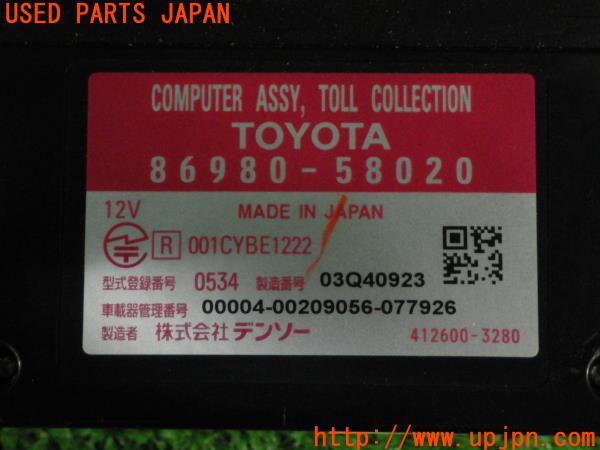 USED PARTS JAPAN
COMPUTER ASSY, TOLL COLLECTION
TOYOTA
86980-58020
12V MADE IN JAPAN
R 001CYBE1222
型式登録番号 0534 製造番号 03Q40923
車載器管理番号 00004-00209056-077926
製造者 株式会社デンソー 412600-3280
http://www.upjpn.com